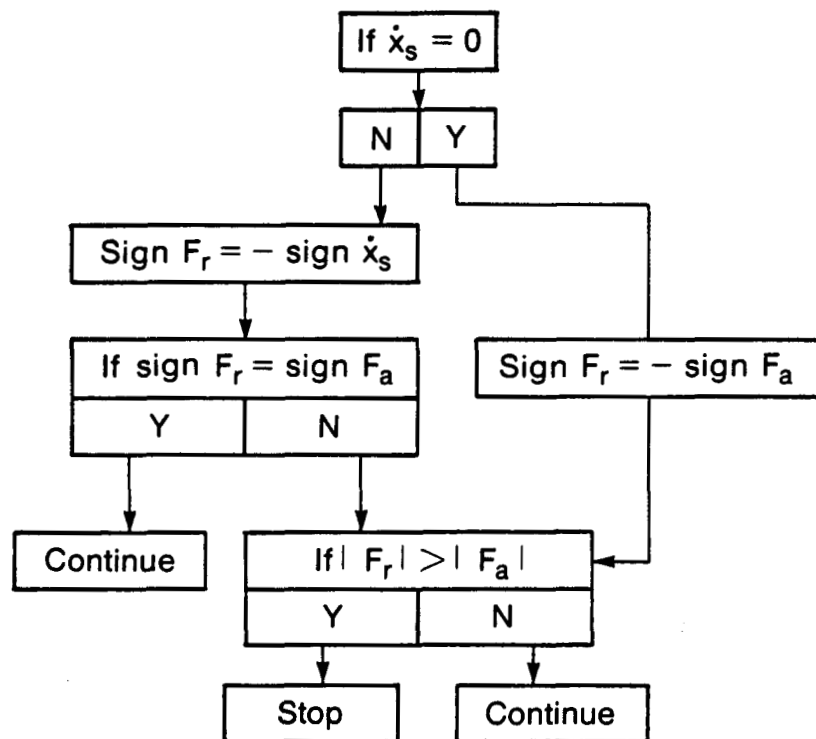 If ẋs = 0
N Y
Sign Fr = − sign ẋs
If sign Fr = sign Fa
Sign Fr = − sign Fa
Y N
Continue
If | Fr | > | Fa |
Y N
Stop
Continue